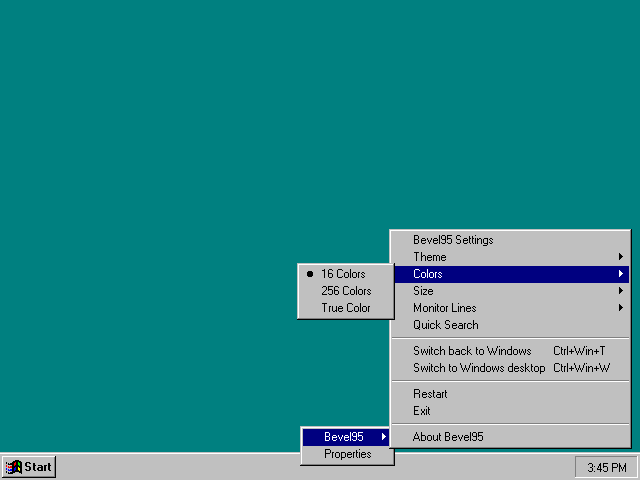 Bevel95 Settings
Theme
Colors
Size
Monitor Lines
Quick Search
Switch back to Windows Ctrl+Win+T
Switch to Windows desktop Ctrl+Win+W
Restart
Exit
About Bevel95
16 Colors
256 Colors
True Color
Bevel95
Properties
Start
3:45 PM